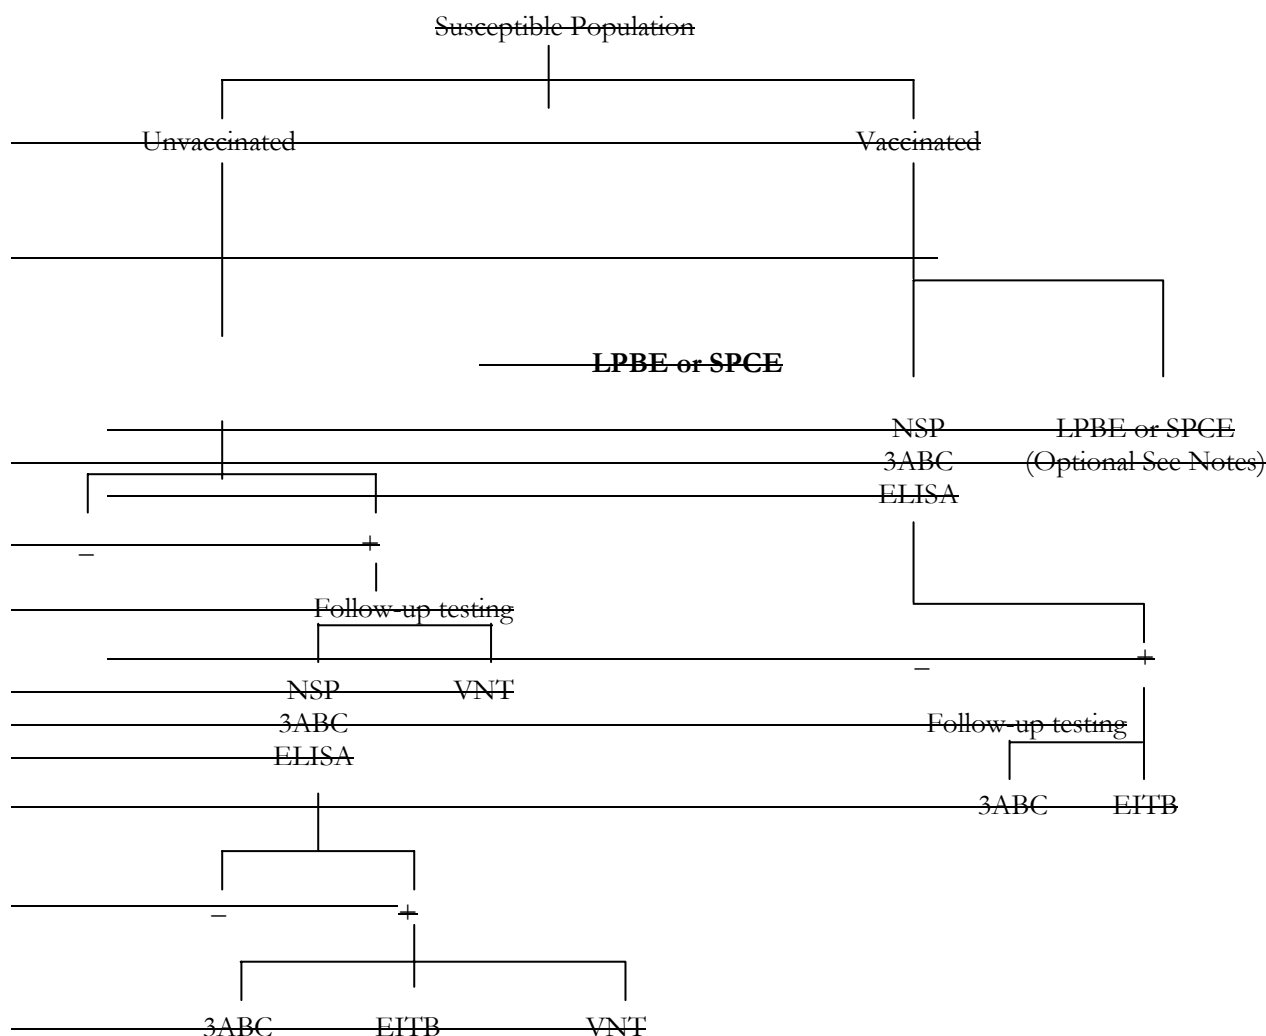 Susceptible Population
Unvaccinated Vaccinated
LPBE or SPCE
NSP LPBE or SPCE
3ABC (Optional See Notes)
ELISA
– +
Follow-up testing
– +
NSP VNT
3ABC Follow-up testing
ELISA
3ABC EITB
– +
3ABC EITB VNT